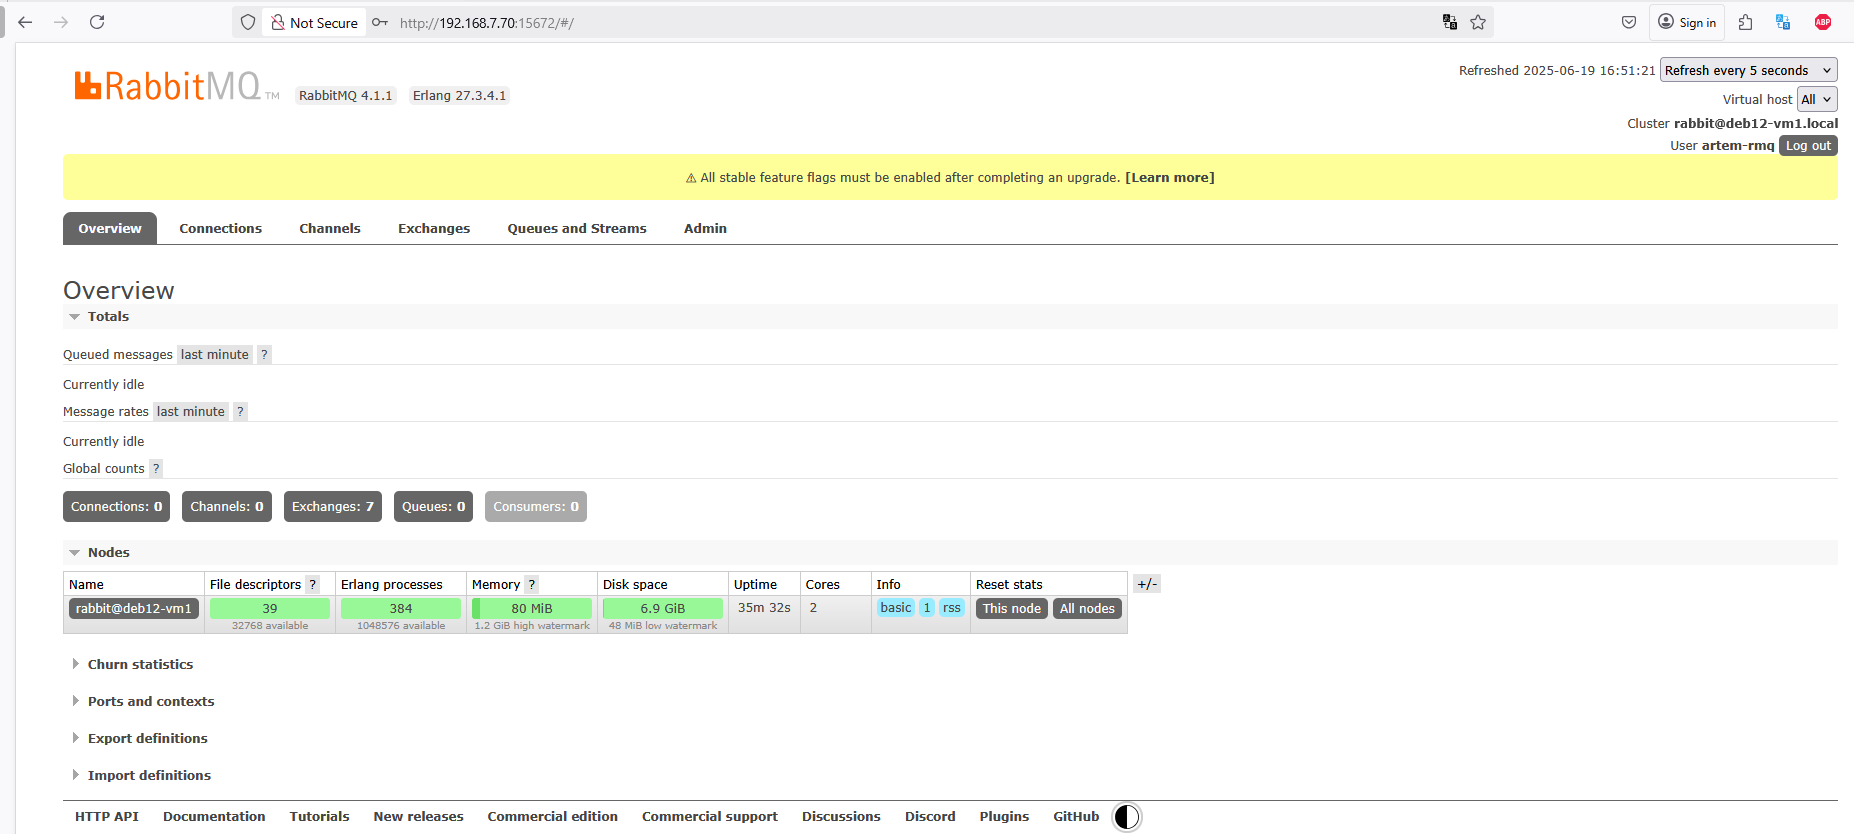 Not Secure http://192.168.7.70:15672/#/ Sign in ABP
RabbitMQ TM RabbitMQ 4.1.1 Erlang 27.3.4.1
Refreshed 2025-06-19 16:51:21 Refresh every 5 seconds
Virtual host All
Cluster rabbit@deb12-vm1.local
User artem-rmq Log out
⚠ All stable feature flags must be enabled after completing an upgrade. [Learn more]
Overview Connections Channels Exchanges Queues and Streams Admin
Overview
Totals
Queued messages last minute ?
Currently idle
Message rates last minute ?
Currently idle
Global counts ?
Connections: 0 Channels: 0 Exchanges: 7 Queues: 0 Consumers: 0
Nodes
Name File descriptors ? Erlang processes Memory ? Disk space Uptime Cores Info Reset stats +/-
rabbit@deb12-vm1 39 384 80 MiB 6.9 GiB 35m 32s 2 basic 1 rss This node All nodes
32768 available 1048576 available 1.2 GiB high watermark 48 MiB low watermark
Churn statistics
Ports and contexts
Export definitions
Import definitions
HTTP API Documentation Tutorials New releases Commercial edition Commercial support Discussions Discord Plugins GitHub